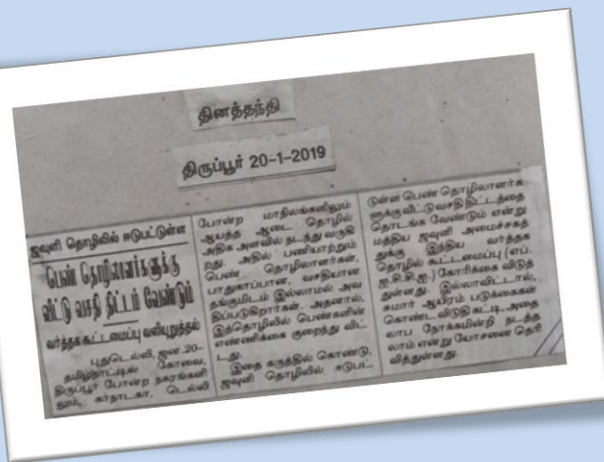 தினத்தந்தி
திருப்பூர் 20-1-2019
ஜவுளி தொழிலில் ஈடுபட்டுள்ள
பெண் தொழிலாளர்களுக்கு
வீட்டு வசதி திட்டம் வேண்டும்
வர்த்தக கூட்டமைப்பு வலியுறுத்தல்
புதுடெல்லி, ஜன.20-
தமிழ்நாட்டில் கோவை,
திருப்பூர் போன்ற நகரங்களி
லும், கர்நாடகா, டெல்லி
போன்ற மாநிலங்களிலும்
ஆயத்த ஆடை தொழில்
அதிக அளவில் நடந்து வருகி
றது. அதில் பணியாற்றும்
பெண் தொழிலாளர்கள்,
பாதுகாப்பான, வசதியான
தங்குமிடம் இல்லாமல் அவ
திப்படுகிறார்கள். அதனால்,
இத்தொழிலில் பெண்களின்
எண்ணிக்கை குறைந்து விட்
டது.
இதை கருத்தில் கொண்டு,
ஜவுளி தொழிலில் ஈடுபட்
டுள்ள பெண் தொழிலாளர்க
ளுக்கு வீட்டு வசதி திட்டத்தை
தொடங்க வேண்டும் என்று
மத்திய ஜவுளி அமைச்சகத்
துக்கு இந்திய வர்த்தக
தொழில் கூட்டமைப்பு (எப்.
ஐ.சி.சி.ஐ.) கோரிக்கை விடுத்
துள்ளது. இல்லாவிட்டால்,
சுமார் ஆயிரம் படுக்கைகள்
கொண்ட விடுதி கட்டி, அதை
லாப நோக்கமின்றி நடத்த
லாம் என்று யோசனை தெரி
வித்துள்ளது.